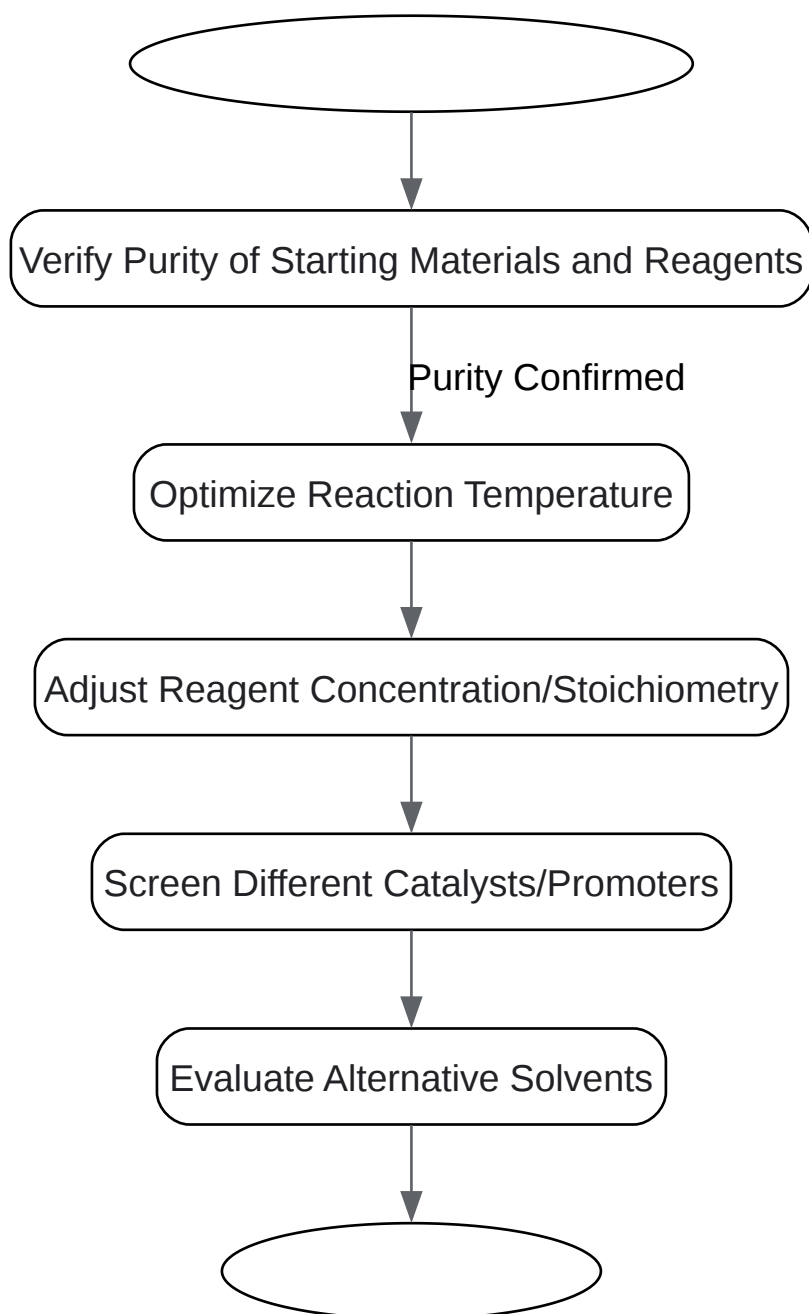 Verify Purity of Starting Materials and Reagents
Purity Confirmed
Optimize Reaction Temperature
Adjust Reagent Concentration/Stoichiometry
Screen Different Catalysts/Promoters
Evaluate Alternative Solvents